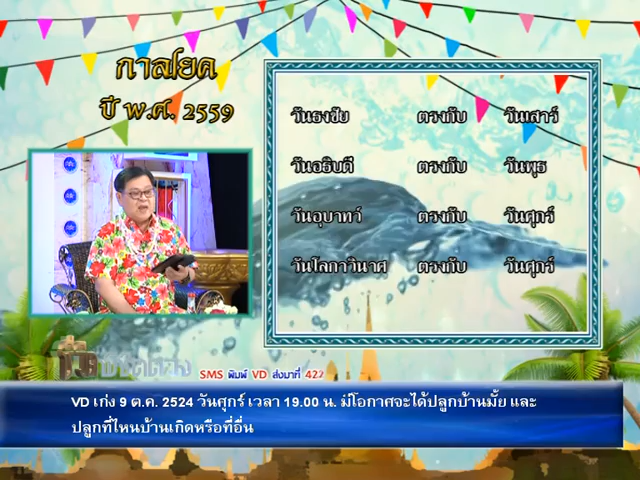 กาลโยค
ปี พ.ศ. 2559
วันธงชัย ตรงกับ วันเสาร์
วันอธิบดี ตรงกับ วันพุธ
วันอุบาทว์ ตรงกับ วันศุกร์
วันโลกาวินาศ ตรงกับ วันศุกร์
SMS พิมพ์ VD ส่งมาที่ 422
VD เก่ง 9 ต.ค. 2524 วันศุกร์ เวลา 19.00 น. มีโอกาศจะได้ปลูกบ้านมั้ย และ
ปลูกที่ไหนบ้านเกิดหรือที่อื่น